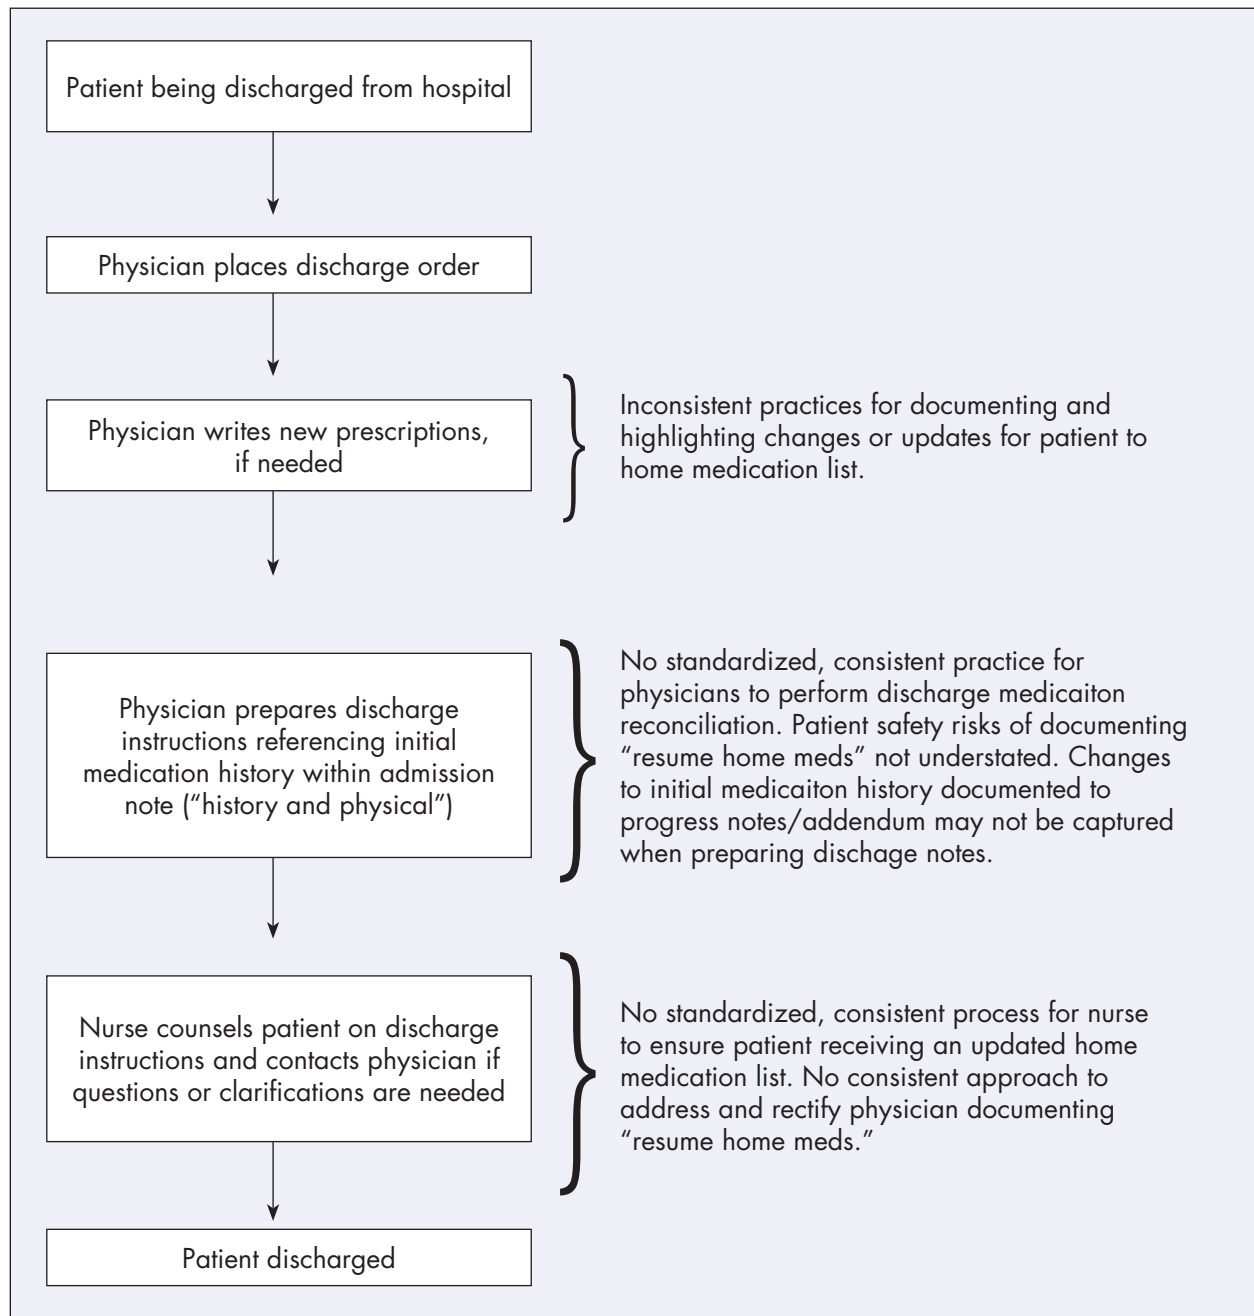 Patient being discharged from hospital
Physician places discharge order
Physician writes new prescriptions,
if needed
Inconsistent practices for documenting and
highlighting changes or updates for patient to
home medication list.
Physician prepares discharge
instructions referencing initial
medication history within admission
note (“history and physical”)
No standardized, consistent practice for
physicians to perform discharge medicaiton
reconciliation. Patient safety risks of documenting
“resume home meds” not understated. Changes
to initial medicaiton history documented to
progress notes/addendum may not be captured
when preparing dischage notes.
Nurse counsels patient on discharge
instructions and contacts physician if
questions or clarifications are needed
No standardized, consistent process for nurse
to ensure patient receiving an updated home
medication list. No consistent approach to
address and rectify physician documenting
“resume home meds.”
Patient discharged